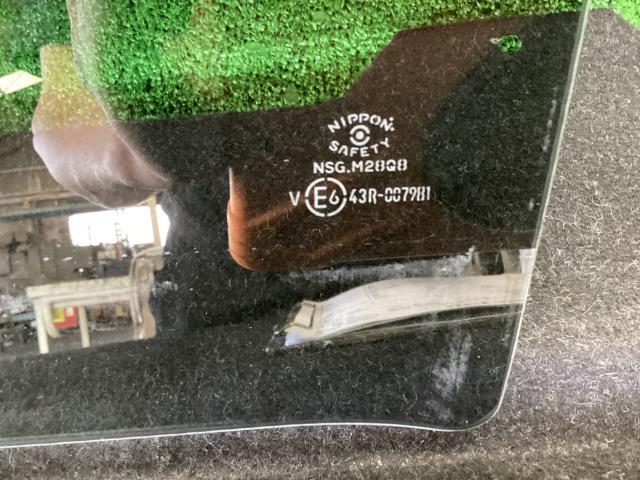 NIPPON
SAFETY
NSG.M28Q8
V E6 43R-007981